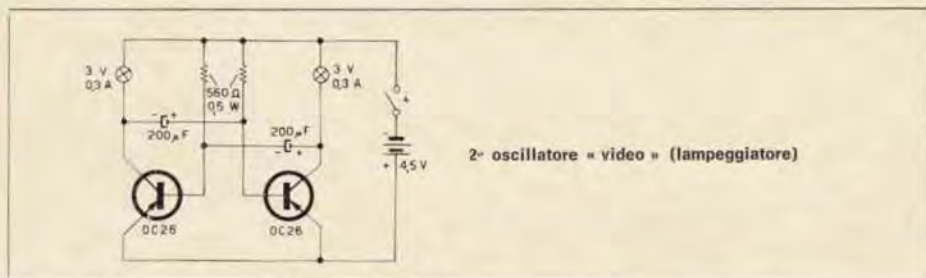 3 V
0,3 A
560 Ω
0,5 W
3 V
0,3 A
- +
200 µF
200 µF
- +
-
+ 4,5 V
OC26
OC26
2° oscillatore « video » (lampeggiatore)